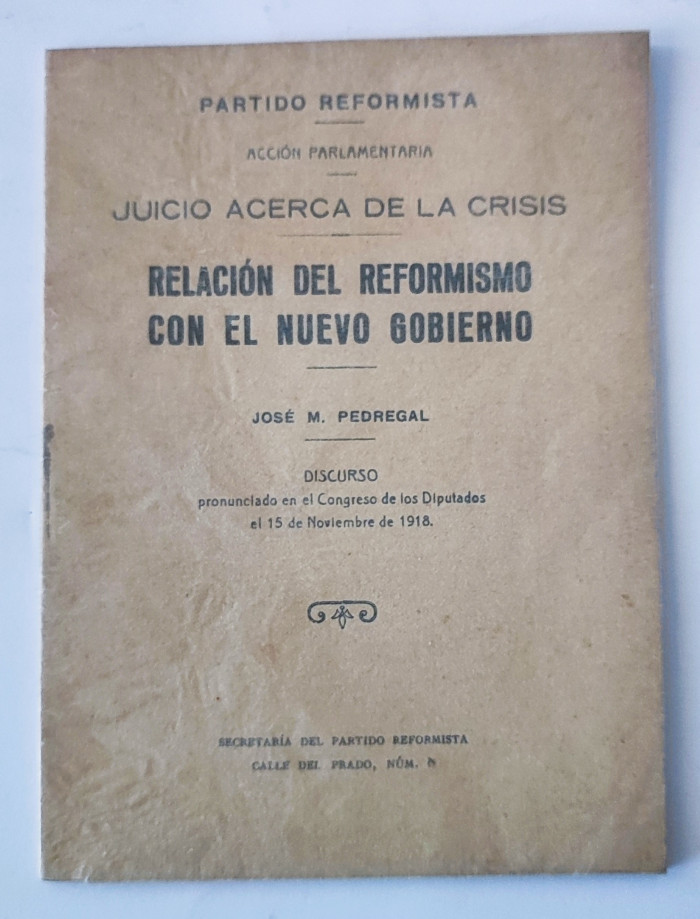 PARTIDO REFORMISTA
ACCIÓN PARLAMENTARIA
JUICIO ACERCA DE LA CRISIS
RELACIÓN DEL REFORMISMO
CON EL NUEVO GOBIERNO
JOSÉ M. PEDREGAL
DISCURSO
pronunciado en el Congreso de los Diputados
el 15 de Noviembre de 1918.
SECRETARÍA DEL PARTIDO REFORMISTA
CALLE DEL PRADO, NÚM.